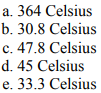 a. 364 Celsius
b. 30.8 Celsius
c. 47.8 Celsius
d. 45 Celsius
e. 33.3 Celsius